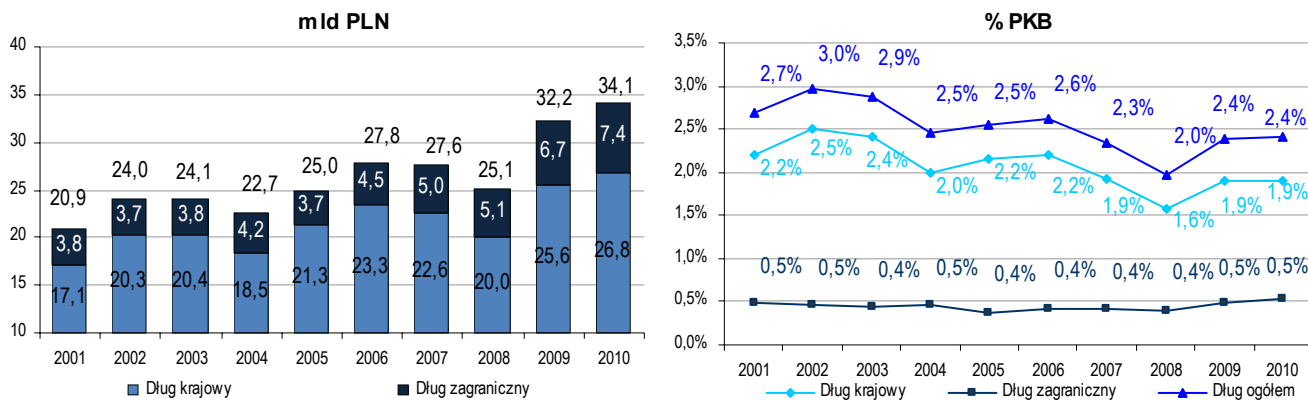 mld PLN
40
35
30
25
20
15
10
20,9 24,0 24,1 22,7 25,0 27,8 27,6 25,1 32,2 34,1
3,8 3,7 3,8 4,2 3,7 4,5 5,0 5,1 6,7 7,4
17,1 20,3 20,4 18,5 21,3 23,3 22,6 20,0 25,6 26,8
2001 2002 2003 2004 2005 2006 2007 2008 2009 2010
Dług krajowy Dług zagraniczny
% PKB
3,5%
3,0%
2,5%
2,0%
1,5%
1,0%
0,5%
0,0%
2,7% 3,0% 2,9% 2,5% 2,5% 2,6% 2,3% 2,0% 2,4% 2,4%
2,2% 2,5% 2,4% 2,0% 2,2% 2,2% 1,9% 1,6% 1,9% 1,9%
0,5% 0,5% 0,4% 0,5% 0,4% 0,4% 0,4% 0,4% 0,5% 0,5%
2001 2002 2003 2004 2005 2006 2007 2008 2009 2010
Dług krajowy Dług zagraniczny Dług ogółem